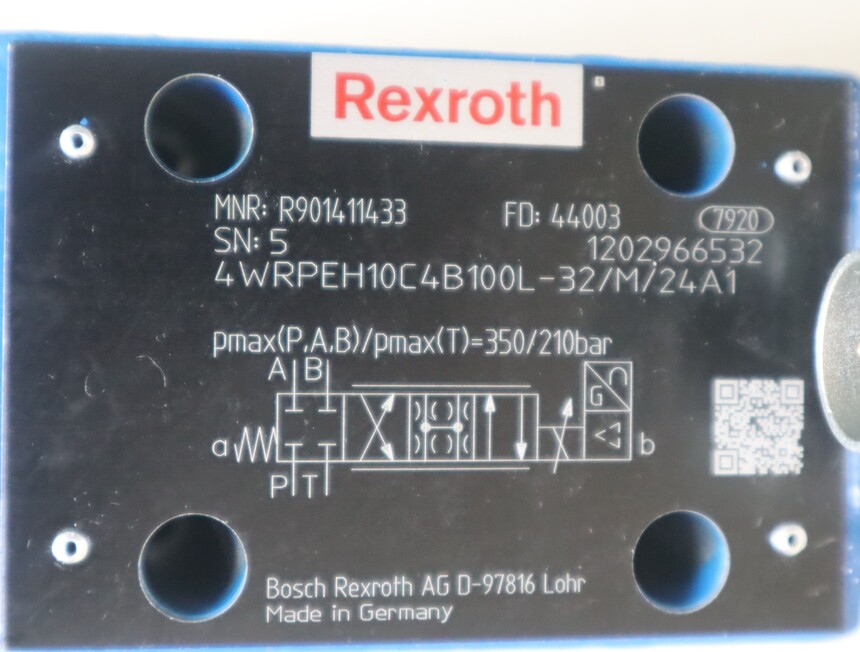 Rexroth
MNR: R901411433 FD: 44003 7920
SN: 5 1202966532
4WRPEH10C4B100L-32/M/24A1
pmax(P,A,B)/pmax(T)=350/210bar
A B
G
a b
P T
Bosch Rexroth AG D-97816 Lohr
Made in Germany